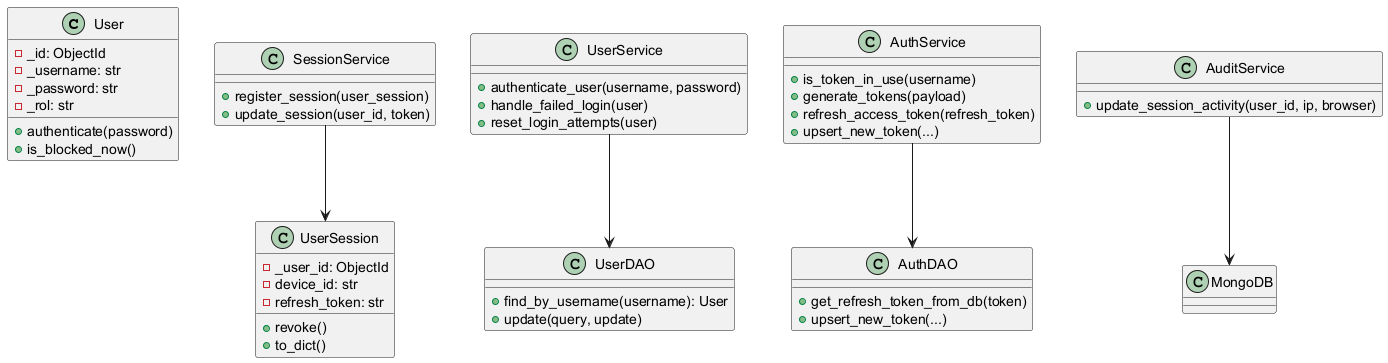 C User
_id: ObjectId
_username: str
_password: str
_rol: str
authenticate(password)
is_blocked_now()
C SessionService
register_session(user_session)
update_session(user_id, token)
C UserService
authenticate_user(username, password)
handle_failed_login(user)
reset_login_attempts(user)
C AuthService
is_token_in_use(username)
generate_tokens(payload)
refresh_access_token(refresh_token)
upsert_new_token(...)
C AuditService
update_session_activity(user_id, ip, browser)
C UserSession
_user_id: ObjectId
device_id: str
refresh_token: str
revoke()
to_dict()
C UserDAO
find_by_username(username): User
update(query, update)
C AuthDAO
get_refresh_token_from_db(token)
upsert_new_token(...)
C MongoDB